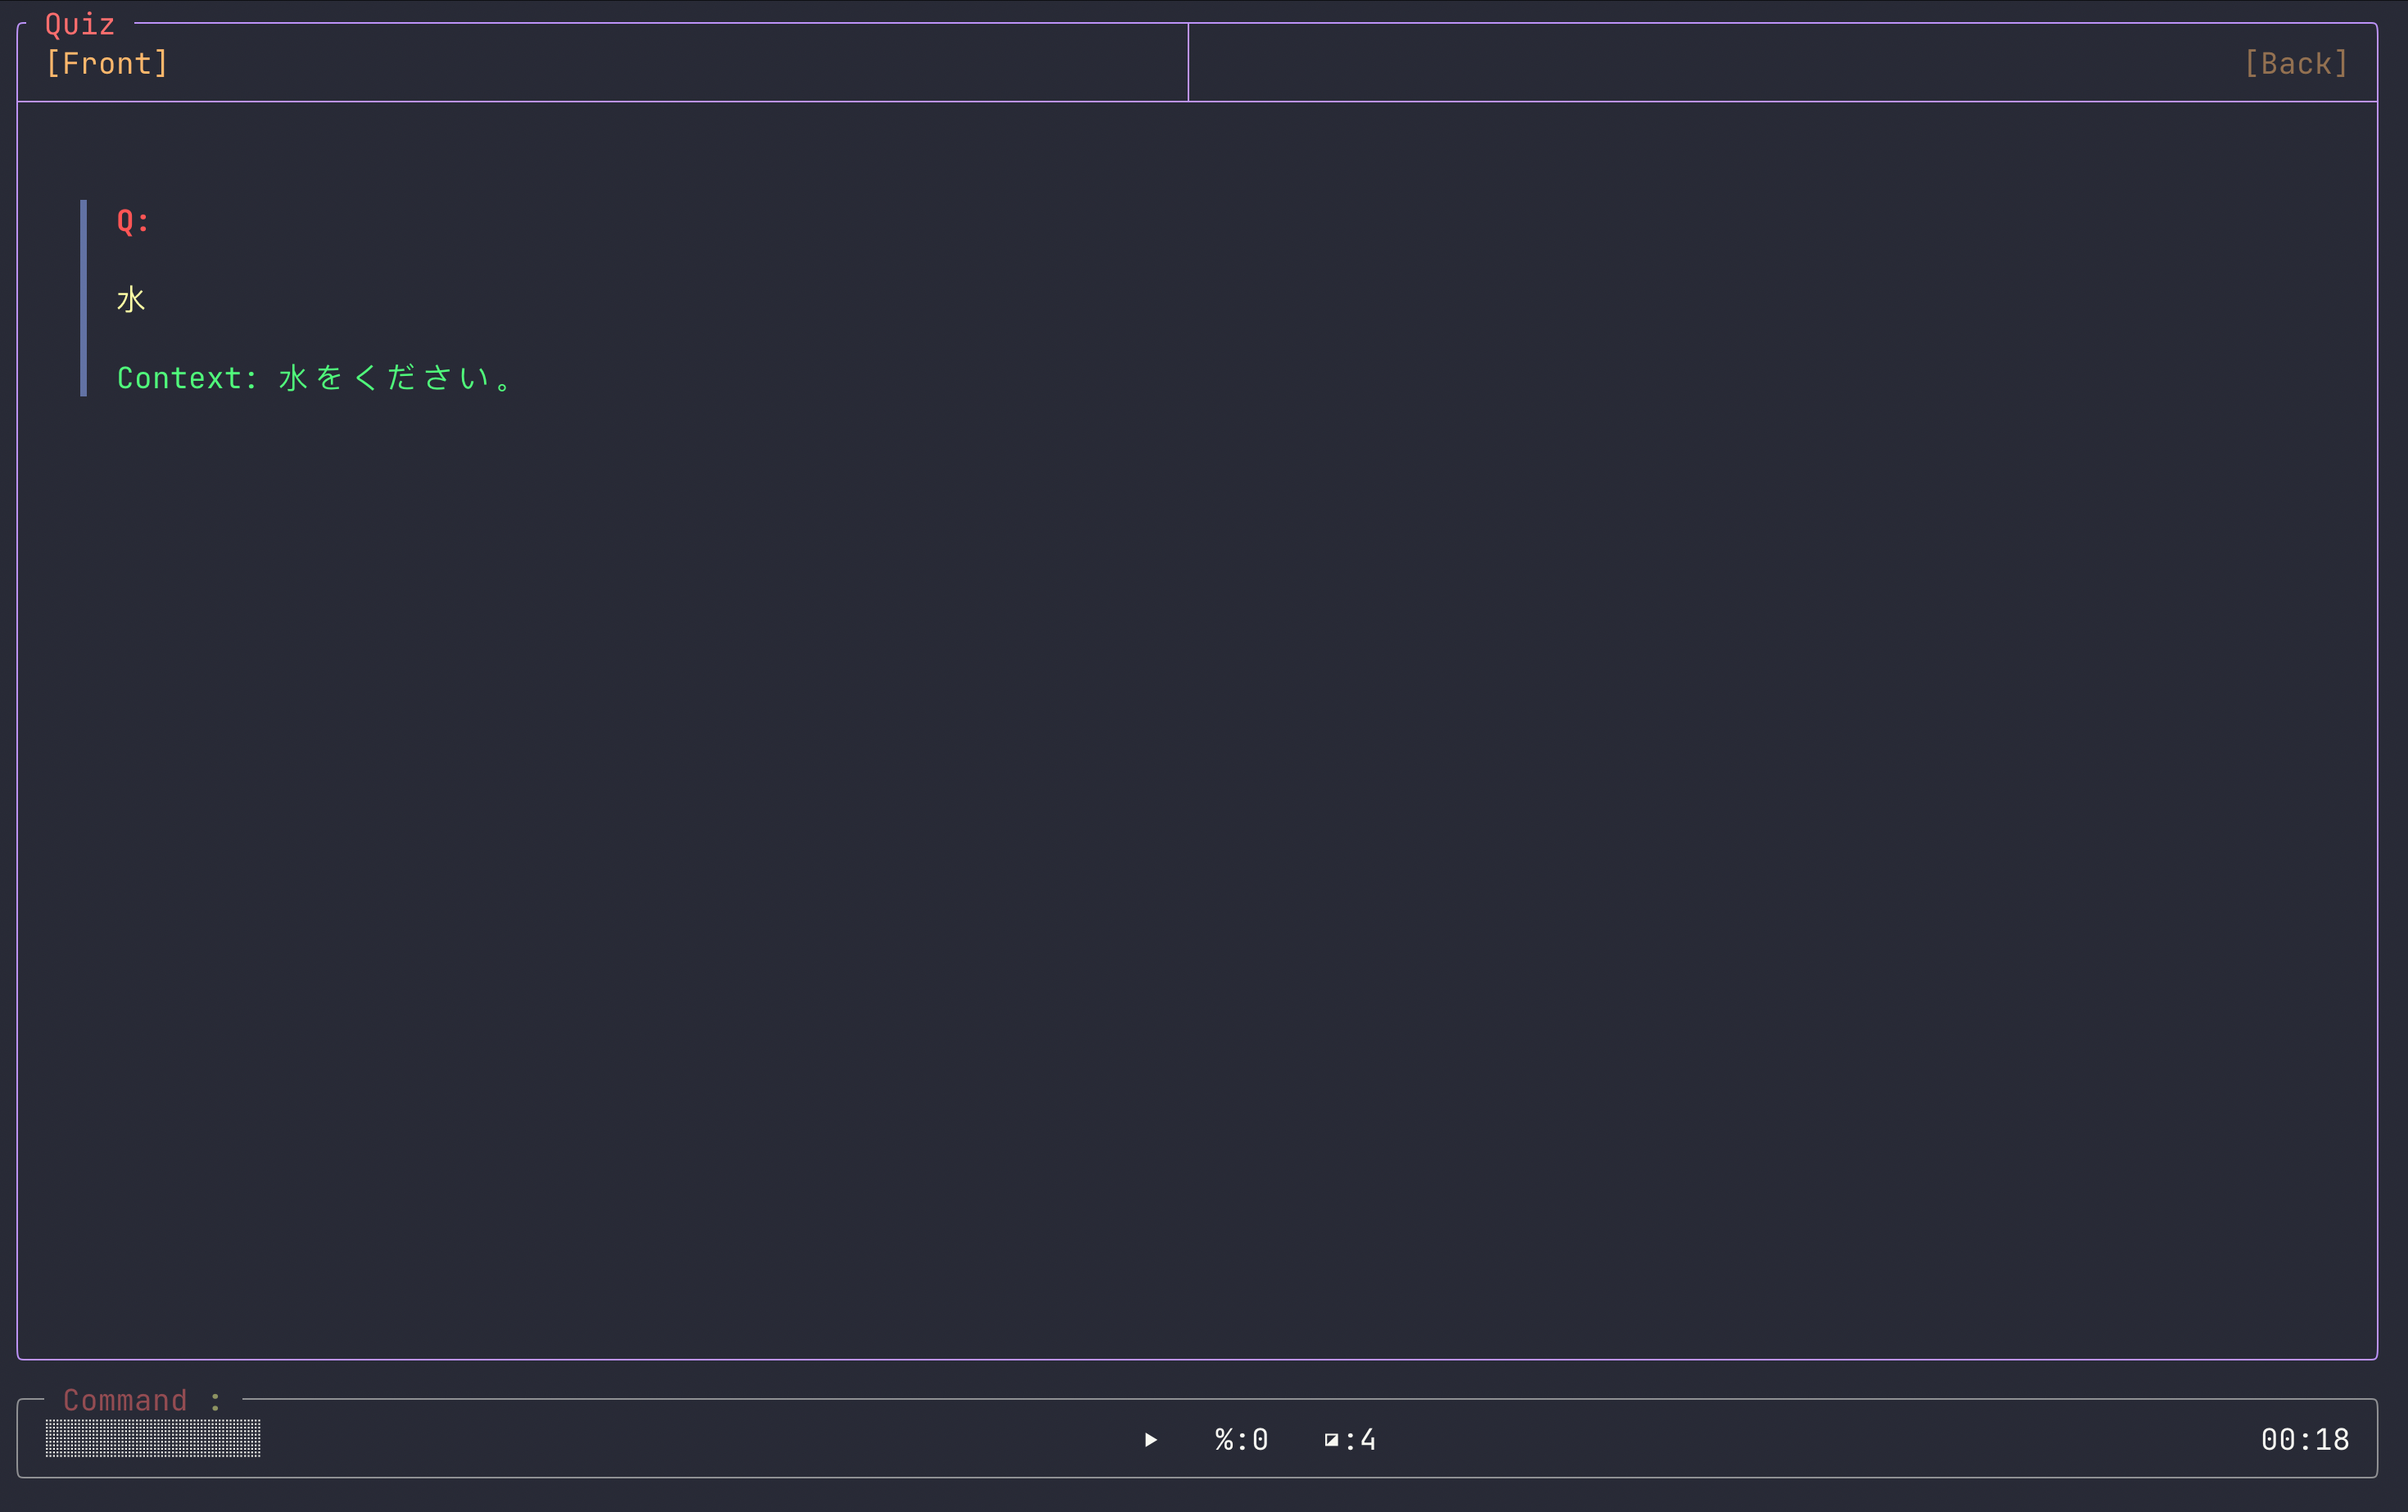 Quiz
[Front] [Back]
Q:
水
Context: 水をください。
Command :
▶ %:0 ◪:4 00:18